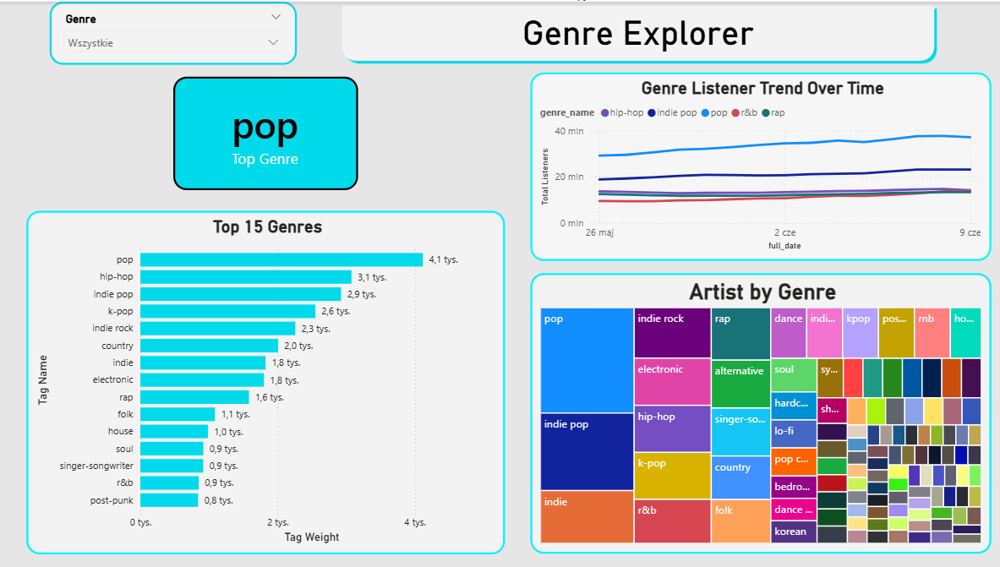 Genre
Wszystkie
Genre Explorer
pop
Top Genre
Genre Listener Trend Over Time
genre_name hip-hop indie pop pop r&b rap
Total Listeners
40 mln
20 mln
0 mln
26 maj 2 cze 9 cze
full_date
Top 15 Genres
Tag Name
pop 4,1 tys.
hip-hop 3,1 tys.
indie pop 2,9 tys.
k-pop 2,6 tys.
indie rock 2,3 tys.
country 2,0 tys.
indie 1,8 tys.
electronic 1,8 tys.
rap 1,6 tys.
folk 1,1 tys.
house 1,0 tys.
soul 0,9 tys.
singer-songwriter 0,9 tys.
r&b 0,9 tys.
post-punk 0,8 tys.
0 tys. 2 tys. 4 tys.
Tag Weight
Artist by Genre
pop
indie pop
indie
indie rock
electronic
hip-hop
k-pop
r&b
rap
alternative
singer-so...
country
folk
dance
indi...
kpop
pos...
rnb
ho...
soul
sy...
hardc...
sh...
lo-fi
pop c...
bedro...
dance ...
korean